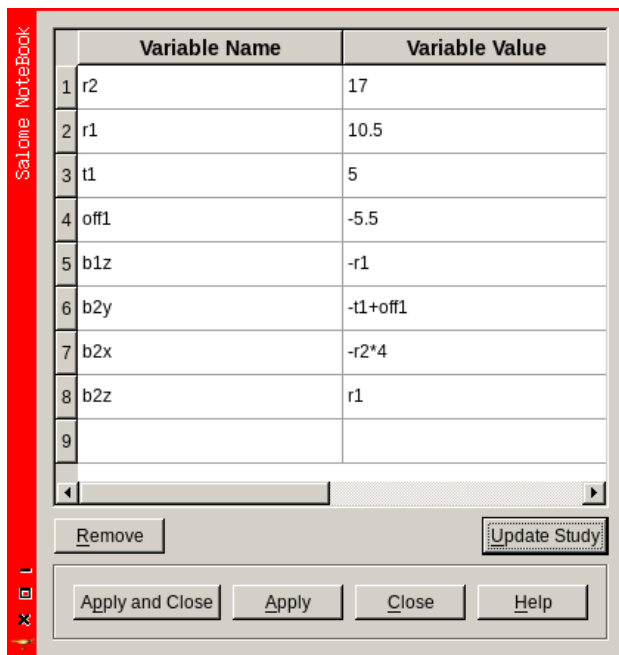 Salome NoteBook
Variable Name Variable Value
1 r2 17
2 r1 10.5
3 t1 5
4 off1 -5.5
5 b1z -r1
6 b2y -t1+off1
7 b2x -r2*4
8 b2z r1
9
Remove Update Study
Apply and Close Apply Close Help